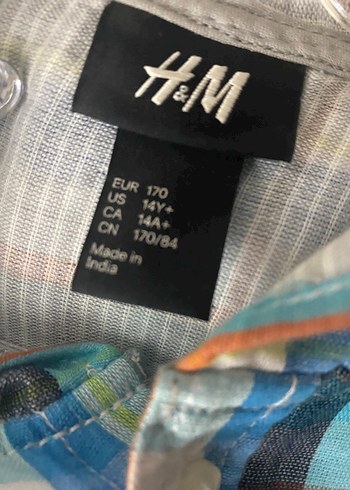 H&M
EUR 170
US 14Y+
CA 14A+
CN 170/84
Made in
India